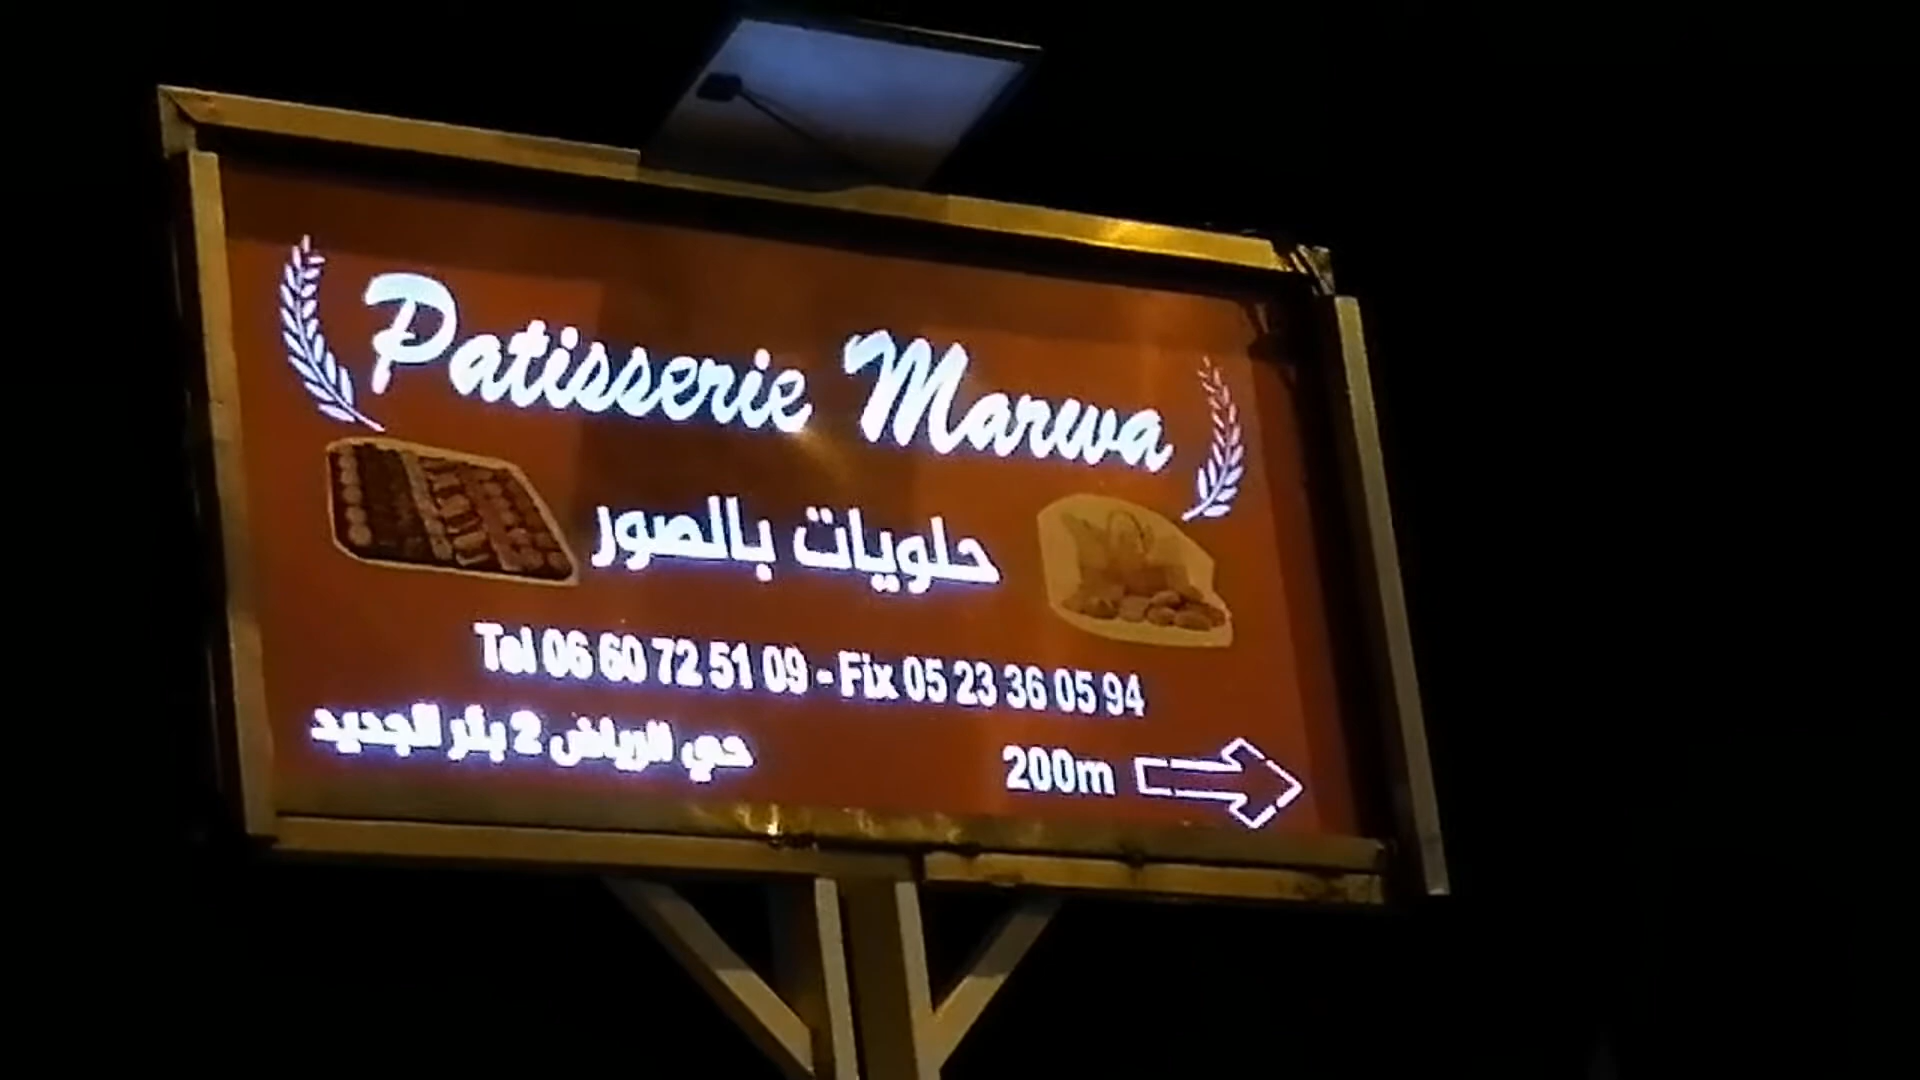 Patisserie Marwa
حلويات بالصور
Tel 06 60 72 51 09 - Fix 05 23 36 05 94
حي الرياض 2 بئر الجديد
200m